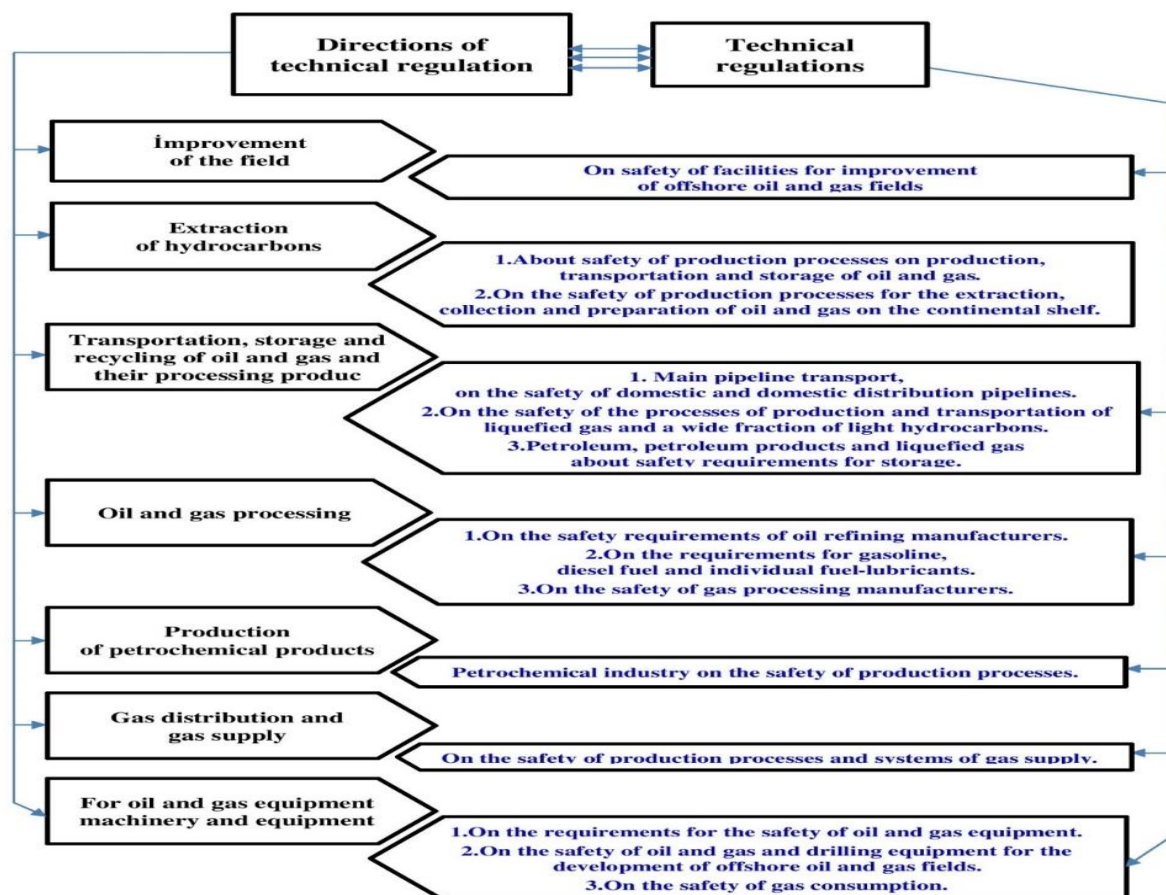 Directions of
technical regulation
Technical
regulations
İmprovement
of the field
On safety of facilities for improvement
of offshore oil and gas fields
Extraction
of hydrocarbons
1.About safety of production processes on production,
transportation and storage of oil and gas.
2.On the safety of production processes for the extraction,
collection and preparation of oil and gas on the continental shelf.
Transportation, storage and
recycling of oil and gas and
their processing produc
1. Main pipeline transport,
on the safety of domestic and domestic distribution pipelines.
2.On the safety of the processes of production and transportation of
liquefied gas and a wide fraction of light hydrocarbons.
3.Petroleum, petroleum products and liquefied gas
about safety requirements for storage.
Oil and gas processing
1.On the safety requirements of oil refining manufacturers.
2.On the requirements for gasoline,
diesel fuel and individual fuel-lubricants.
3.On the safety of gas processing manufacturers.
Production
of petrochemical products
Petrochemical industry on the safety of production processes.
Gas distribution and
gas supply
On the safety of production processes and systems of gas supply.
For oil and gas equipment
machinery and equipment
1.On the requirements for the safety of oil and gas equipment.
2.On the safety of oil and gas and drilling equipment for the
development of offshore oil and gas fields.
3.On the safety of gas consumption.